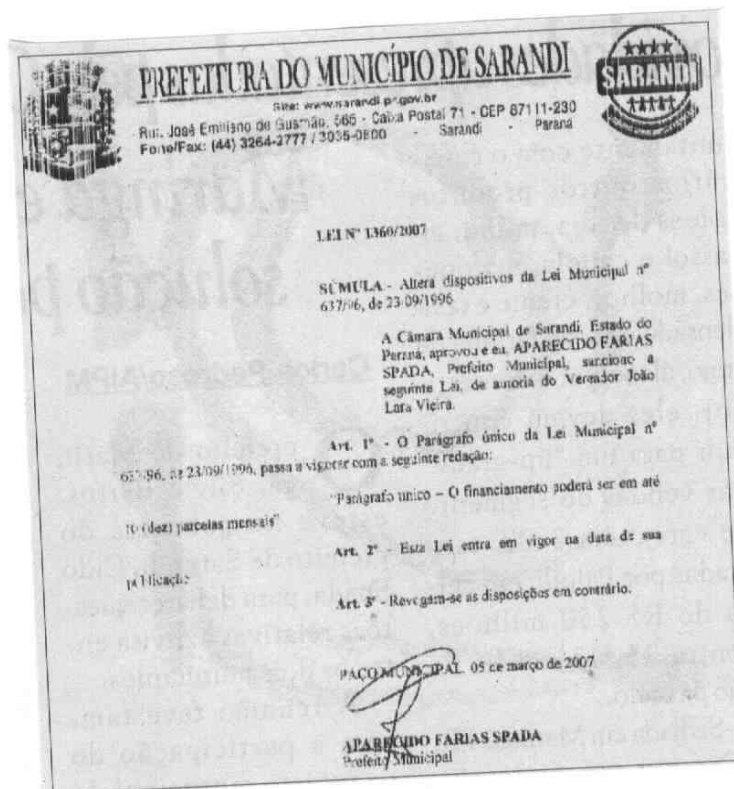 PREFEITURA DO MUNICÍPIO DE SARANDI
Site: www.sarandi.pr.gov.br
Rua José Emiliano de Gusmão, 565 - Caixa Postal 71 - CEP 87111-230
Fone/Fax: (44) 3264-2777 / 3035-0800 - Sarandi - Paraná
SARANDI
LEI Nº 1360/2007
SÚMULA - Altera dispositivos da Lei Municipal nº
637/96, de 23/09/1996.
A Câmara Municipal de Sarandi, Estado do
Paraná, aprovou e eu, APARECIDO FARIAS
SPADA, Prefeito Municipal, sanciono a
seguinte Lei, de autoria do Vereador João
Lara Vieira.
Art. 1º - O Parágrafo único da Lei Municipal nº
637/96, de 23/09/1996, passa a vigorar com a seguinte redação:
"Parágrafo único – O financiamento poderá ser em até
10 (dez) parcelas mensais"
Art. 2º - Esta Lei entra em vigor na data de sua
publicação
Art. 3º - Revogam-se as disposições em contrário.
PAÇO MUNICIPAL, 05 de março de 2007
APARECIDO FARIAS SPADA
Prefeito Municipal